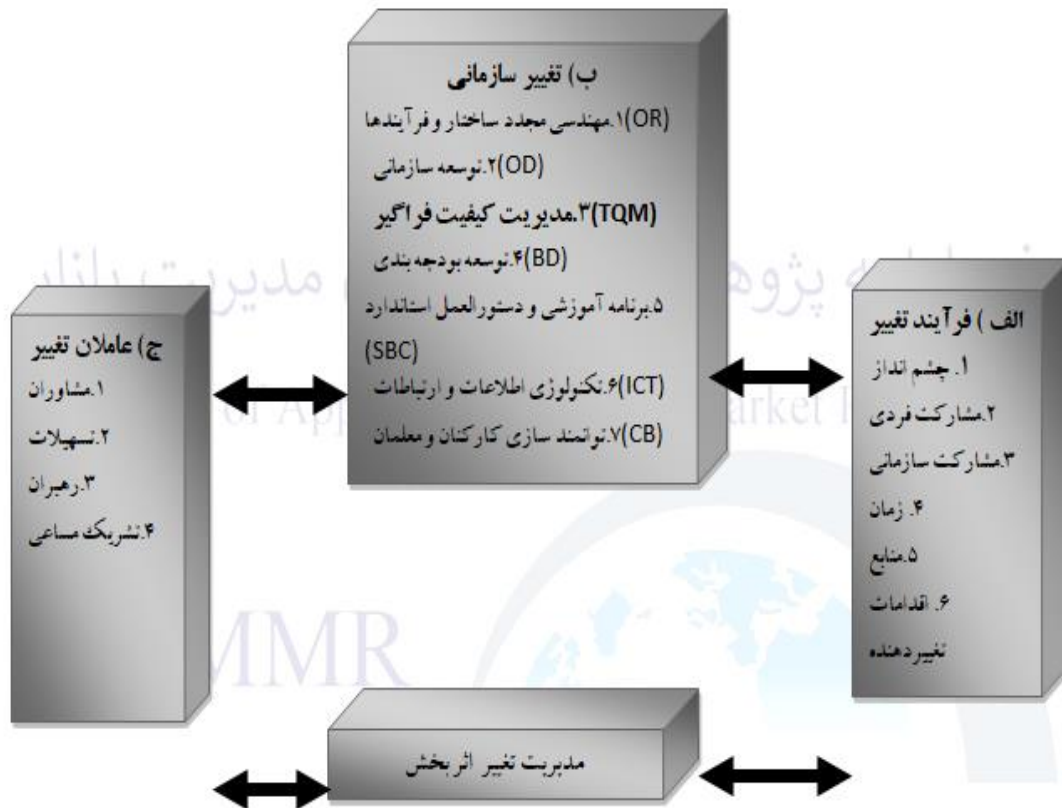 ب) تغییر سازمانی
۱.مهندسی مجدد ساختار و فرآیندها(OR)
۲.توسعه سازمانی(OD)
۳.مدیریت کیفیت فراگیر(TQM)
۴.توسعه بودجه بندی(BD)
۵.برنامه آموزشی و دستورالعمل استاندارد
(SBC)
۶.تکنولوژی اطلاعات و ارتباطات(ICT)
۷.توانمند سازی کارکنان و معلمان(CB)
الف ) فرآیند تغییر
۱. چشم انداز
۲.مشارکت فردی
۳.مشارکت سازمانی
۴. زمان
۵.منابع
۶. اقدامات
تغییردهنده
ج) عاملان تغییر
۱.مشاوران
۲.تسهیلات
۳.رهبران
۴.تشریک مساعی
مدیریت تغییر اثربخش
مدیریت
of
MMR